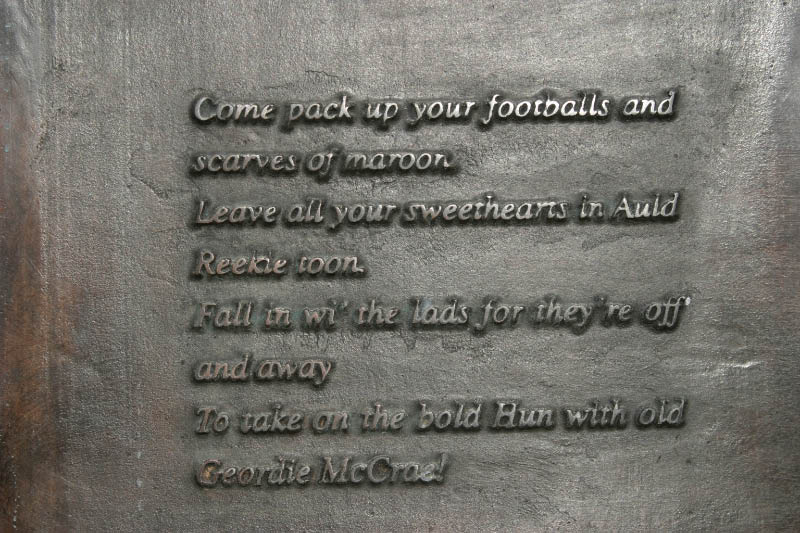 Come pack up your footballs and
scarves of maroon.
Leave all your sweethearts in Auld
Reekie toon.
Fall in wi' the lads for they're off
and away
To take on the bold Hun with old
Geordie McCrae!